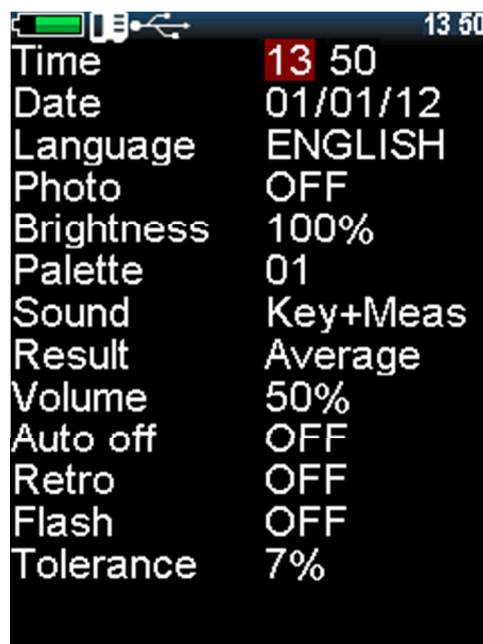 13 50
Time 13 50
Date 01/01/12
Language ENGLISH
Photo OFF
Brightness 100%
Palette 01
Sound Key+Meas
Result Average
Volume 50%
Auto off OFF
Retro OFF
Flash OFF
Tolerance 7%